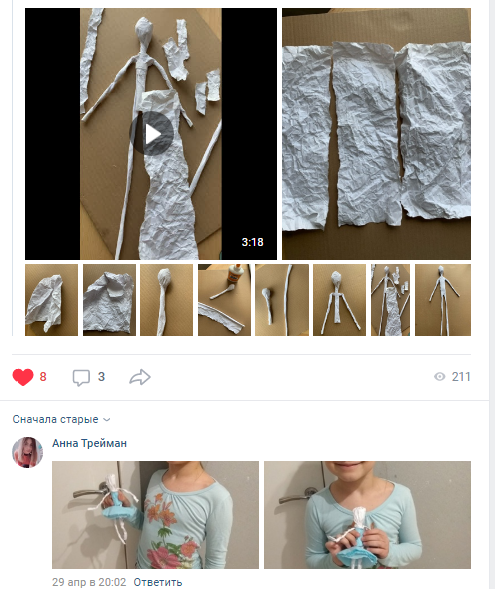 3:18
8 3 211
Сначала старые
Анна Трейман
29 апр в 20:02 Ответить